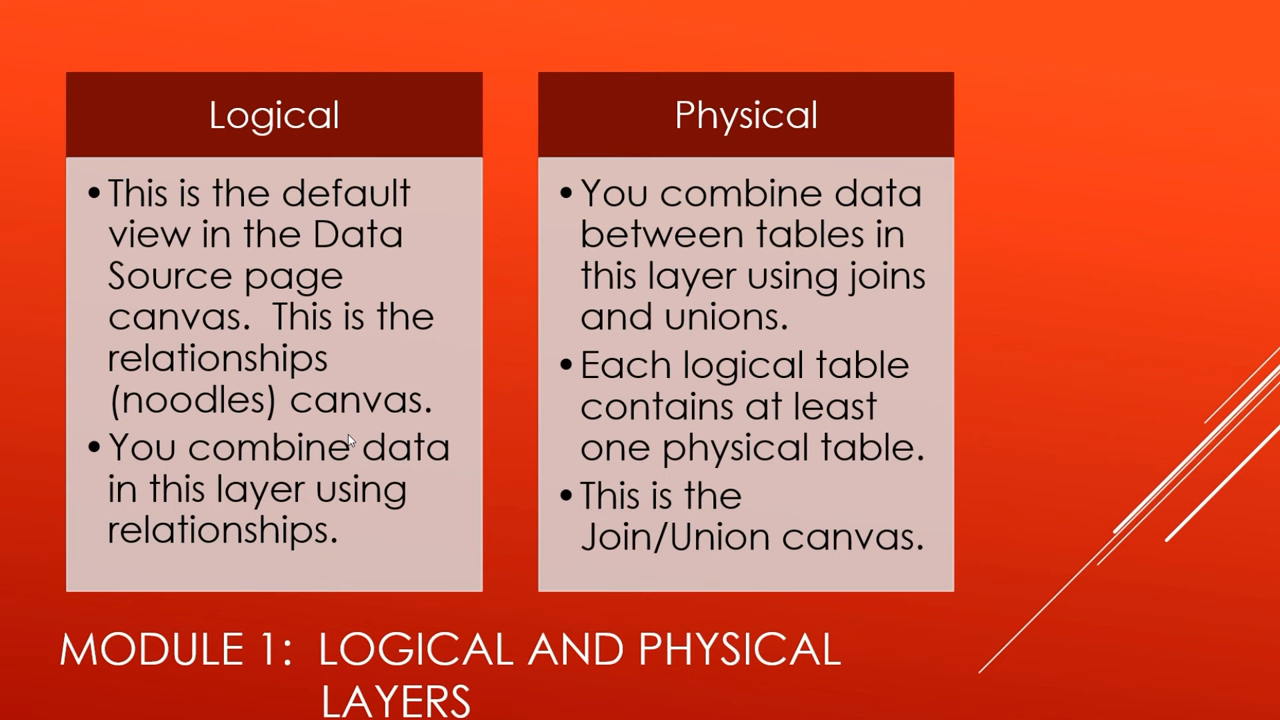 Logical
•This is the default
view in the Data
Source page
canvas.  This is the
relationships
(noodles) canvas.
•You combine data
in this layer using
relationships.
Physical
•You combine data
between tables in
this layer using joins
and unions.
•Each logical table
contains at least
one physical table.
•This is the
Join/Union canvas.
MODULE 1:  LOGICAL AND PHYSICAL
LAYERS